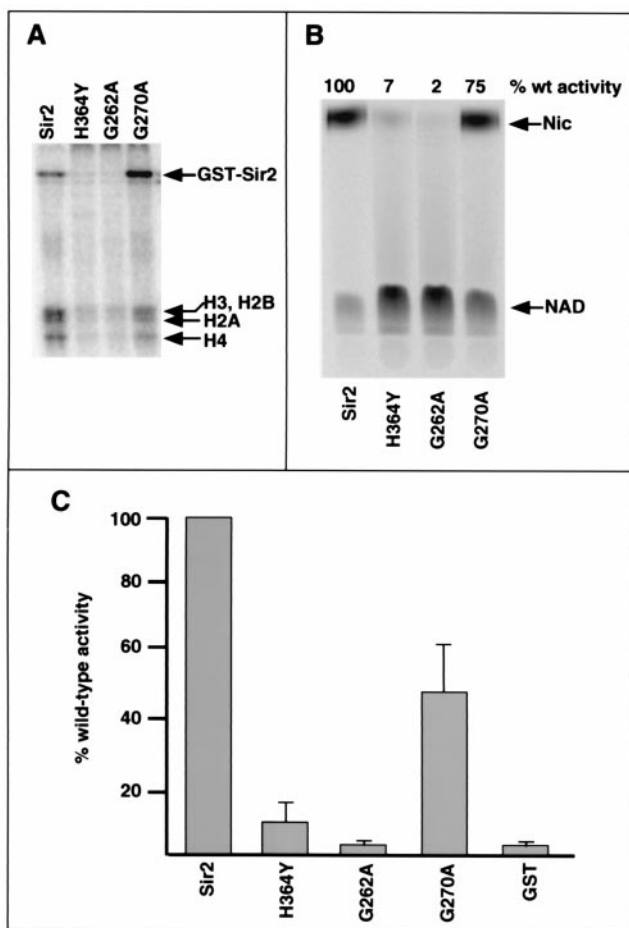 A
Sir2
H364Y
G262A
G270A
GST-Sir2
H3, H2B
H2A
H4
B
100 7 2 75 % wt activity
Nic
NAD
Sir2
H364Y
G262A
G270A
C
% wild-type activity
100
80
60
40
20
Sir2
H364Y
G262A
G270A
GST